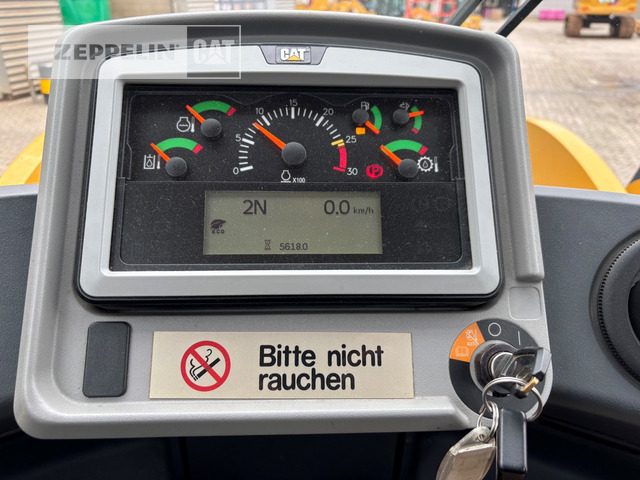 ZEPPELIN CAT
CAT
0 5 10 15 20 25 30
X100
P
2N 0.0 km/h
ECO
5618.0
Bitte nicht
rauchen
O I